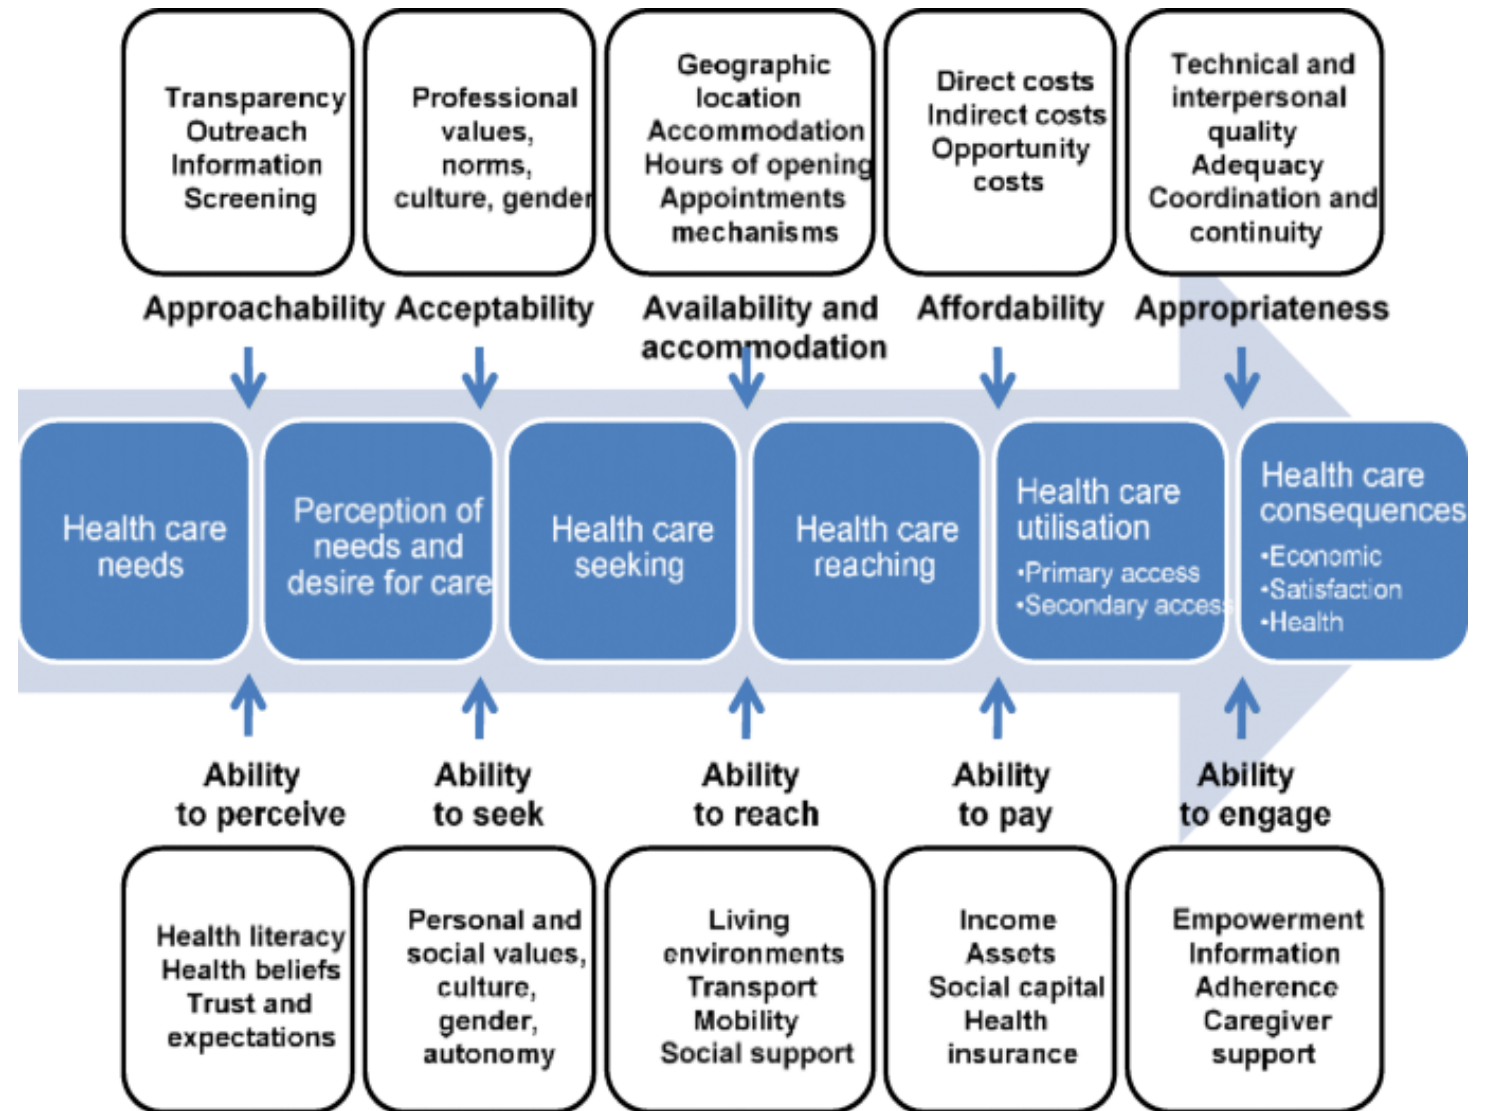 Transparency
Outreach
Information
Screening
Professional
values,
norms,
culture, gender
Geographic
location
Accommodation
Hours of opening
Appointments
mechanisms
Direct costs
Indirect costs
Opportunity
costs
Technical and
interpersonal
quality
Adequacy
Coordination and
continuity
Approachability
Acceptability
Availability and
accommodation
Affordability
Appropriateness
Health care
needs
Perception of
needs and
desire for care
Health care
seeking
Health care
reaching
Health care
utilisation
•Primary access
•Secondary access
Health care
consequences
•Economic
•Satisfaction
•Health
Ability
to perceive
Ability
to seek
Ability
to reach
Ability
to pay
Ability
to engage
Health literacy
Health beliefs
Trust and
expectations
Personal and
social values,
culture,
gender,
autonomy
Living
environments
Transport
Mobility
Social support
Income
Assets
Social capital
Health
insurance
Empowerment
Information
Adherence
Caregiver
support